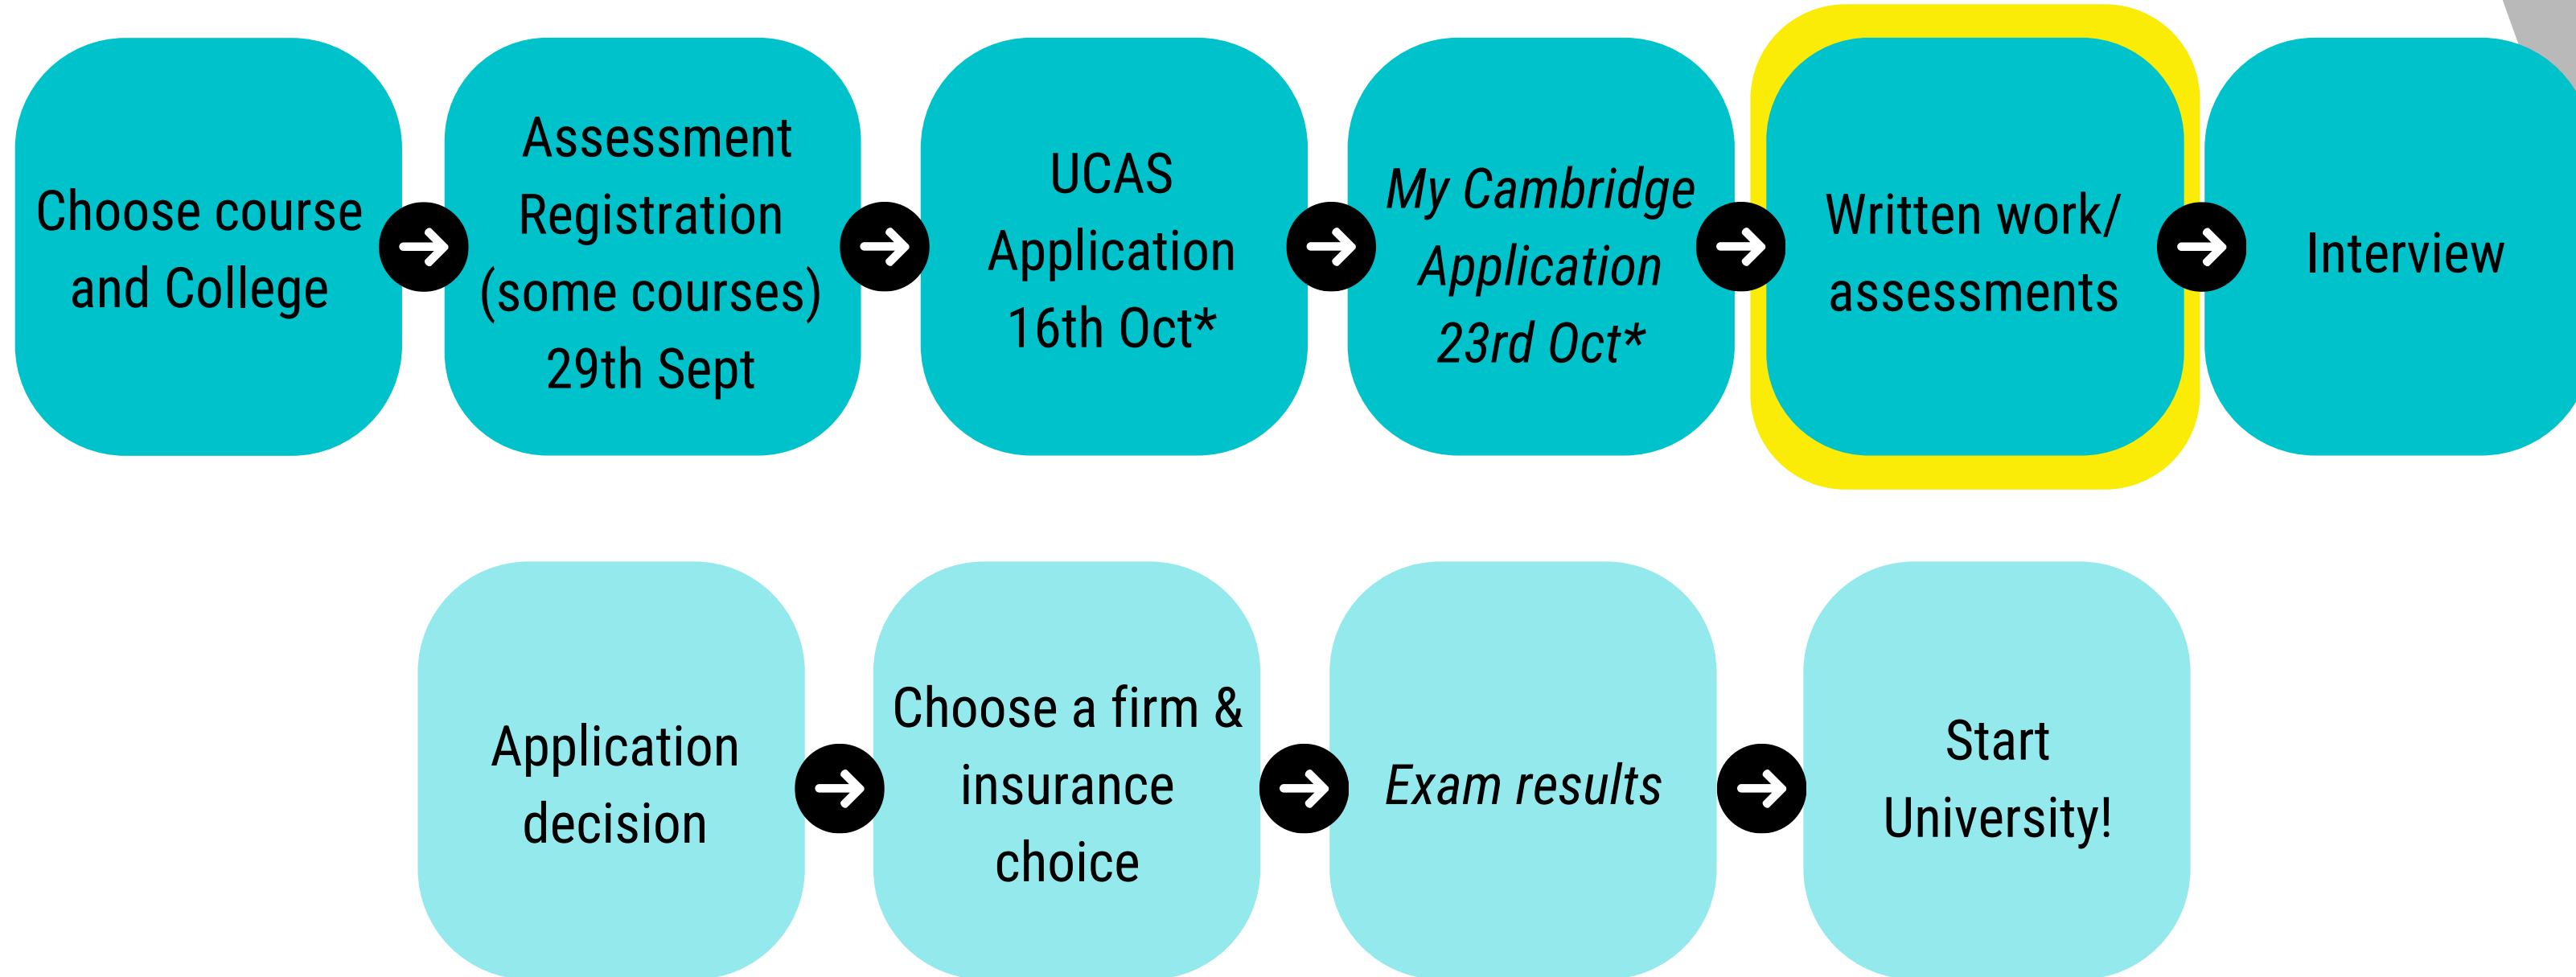 Choose course
and College
Assessment
Registration
(some courses)
29th Sept
UCAS
Application
16th Oct*
My Cambridge
Application
23rd Oct*
Written work/
assessments
Interview
Application
decision
Choose a firm &
insurance
choice
Exam results
Start
University!